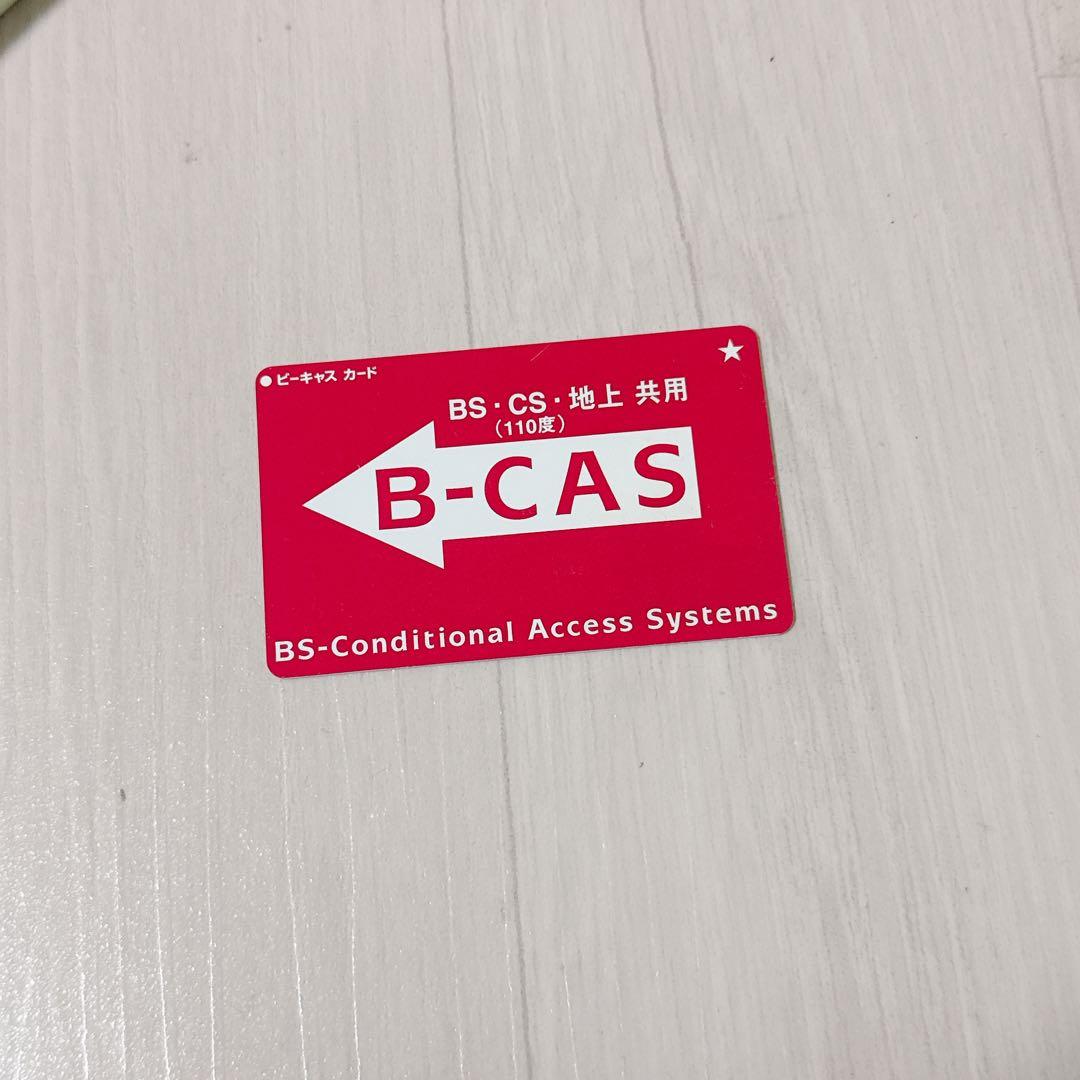 ビーキャス カード
★
BS・CS・地上 共用
（110度）
B-CAS
BS-Conditional Access Systems